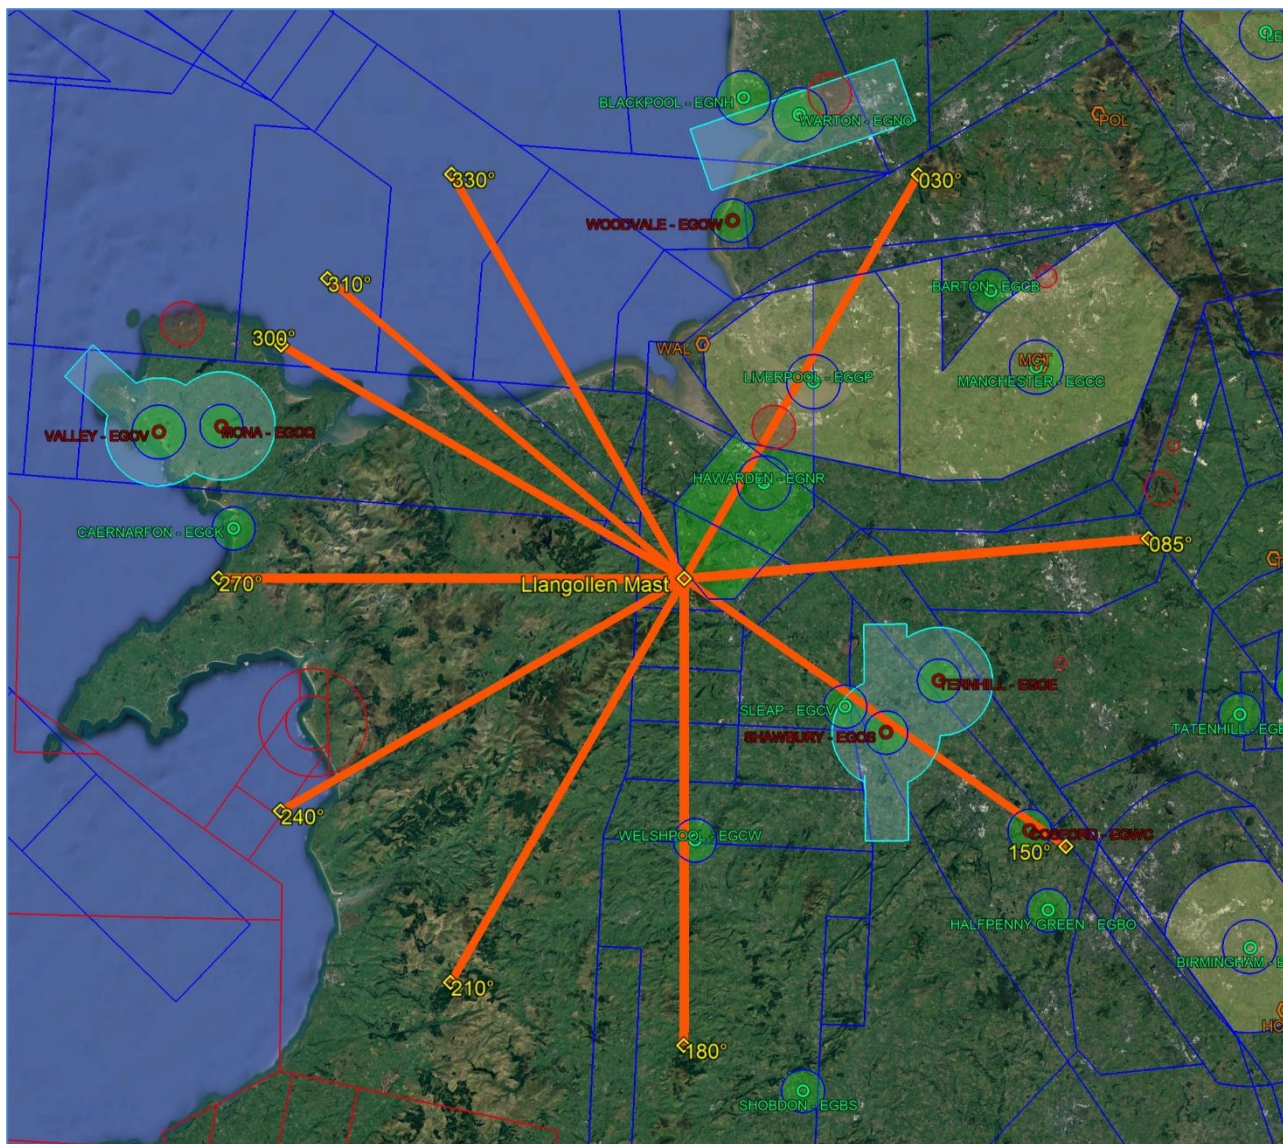 BLACKPOOL - EGNH
WARTON - EGNO
POL
330°
030°
WOODVALE - EGOW
310°
BARTON - EGCB
300°
WAL
MCT
LIVERPOOL - EGGP
MANCHESTER - EGCC
VALLEY - EGOV
MONA - EGOQ
HAWARDEN - EGNR
CAERNARFON - EGCK
085°
270°
Llangollen Mast
TERNHILL - EGOE
SLEAP - EGCV
SHAWBURY - EGOS
TATENHILL - EGB
240°
WELSHPOOL - EGCW
COSFORD - EGWC
150°
HALFPENNY GREEN - EGBO
BIRMINGHAM - E
210°
HO
180°
SHOBDON - EGBS